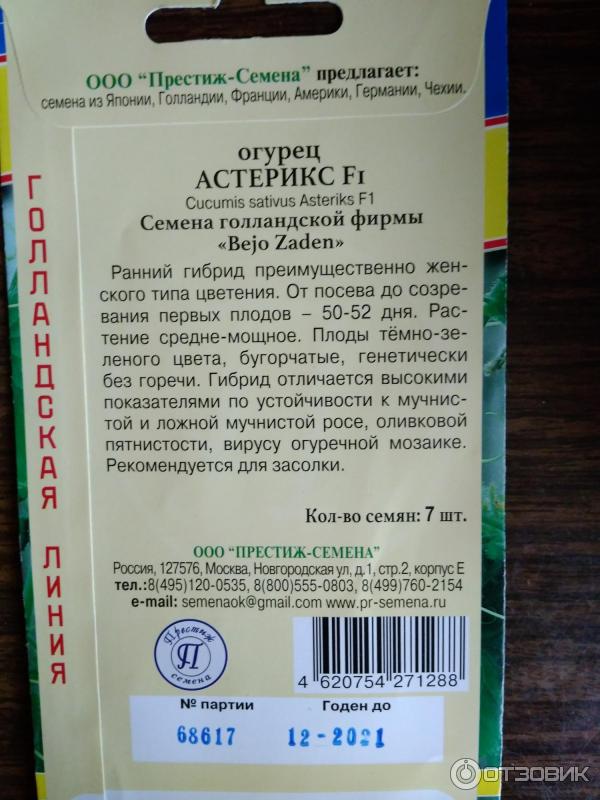 ООО “Престиж-Семена” предлагает:
семена из Японии, Голландии, Франции, Америки, Германии, Чехии.
ГОЛЛАНДСКАЯ ЛИНИЯ
огурец
АСТЕРИКС F1
Cucumis sativus Asteriks F1
Семена голландской фирмы
«Bejo Zaden»
Ранний гибрид преимущественно жен-
ского типа цветения. От посева до созре-
вания первых плодов – 50-52 дня. Рас-
тение средне-мощное. Плоды тёмно-зе-
леного цвета, бугорчатые, генетически
без горечи. Гибрид отличается высокими
показателями по устойчивости к мучнис-
той и ложной мучнистой росе, оливковой
пятнистости, вирусу огуречной мозаике.
Рекомендуется для засолки.
Кол-во семян: 7 шт.
ООО “ПРЕСТИЖ-СЕМЕНА”
Россия, 127576, Москва, Новгородская ул, д.1, стр.2, корпус Е
тел.:8(495)120-0535, 8(800)555-0803, 8(499)760-2154
e-mail: semenaok@gmail.com www.pr-semena.ru
Престиж
П
семена
4 620754 271288
№ партии
Годен до
68617
12-2021
ОТЗОВИК